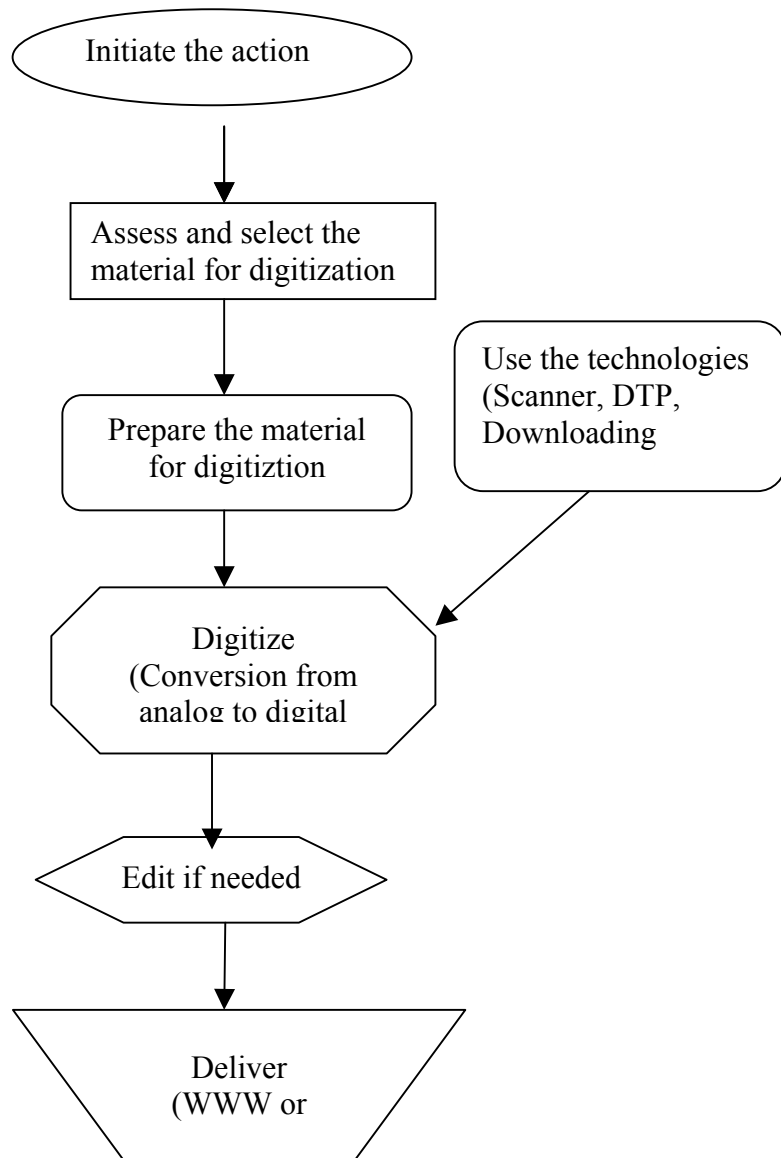 Initiate the action
Assess and select the
material for digitization
Use the technologies
(Scanner, DTP,
Downloading
Prepare the material
for digitiztion
Digitize
(Conversion from
analog to digital
Edit if needed
Deliver
(WWW or